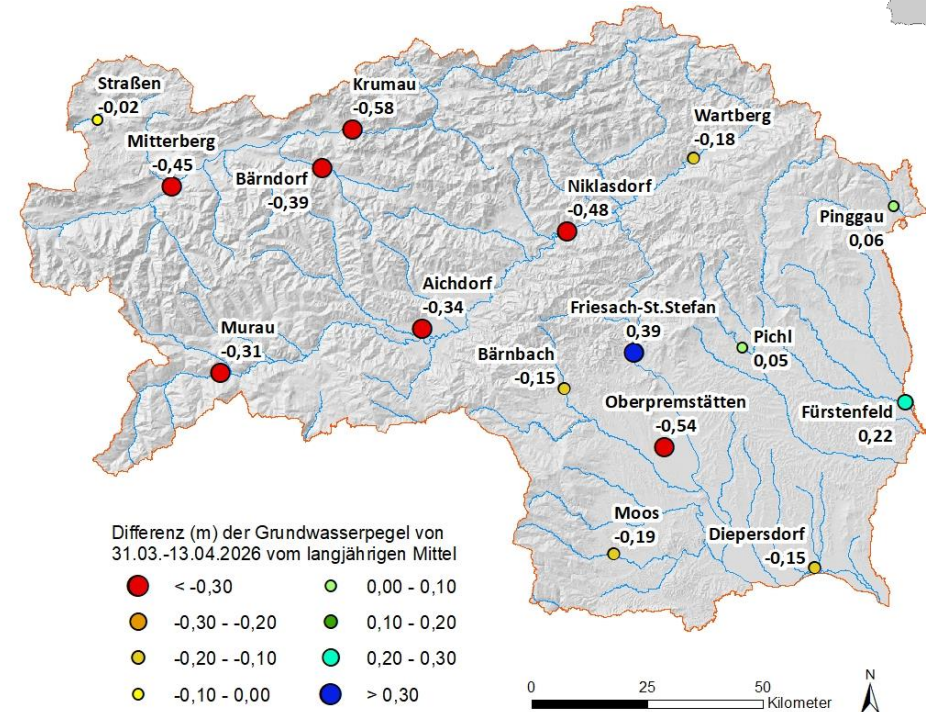 Straßen
-0,02
Krumau
-0,58
Mitterberg
-0,45
Wartberg
-0,18
Bärndorf
-0,39
Niklasdorf
-0,48
Pinggau
0,06
Aichdorf
-0,34
Friesach-St.Stefan
0,39
Murau
-0,31
Pichl
0,05
Bärnbach
-0,15
Oberpremstätten
-0,54
Fürstenfeld
0,22
Moos
-0,19
Diepersdorf
-0,15
Differenz (m) der Grundwasserpegel von
31.03.-13.04.2026 vom langjährigen Mittel
< -0,30
-0,30 - -0,20
-0,20 - -0,10
-0,10 - 0,00
0,00 - 0,10
0,10 - 0,20
0,20 - 0,30
> 0,30
0 25 50
Kilometer
N